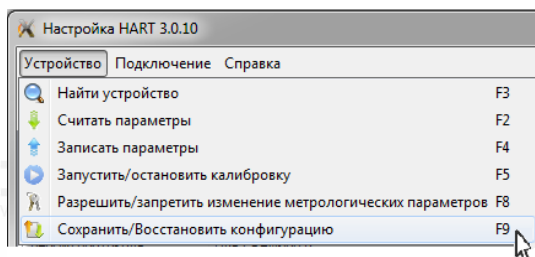 Настройка HART 3.0.10
Устройство Подключение Справка
Найти устройство F3
Считать параметры F2
Записать параметры F4
Запустить/остановить калибровку F5
Разрешить/запретить изменение метрологических параметров F8
Сохранить/Восстановить конфигурацию F9